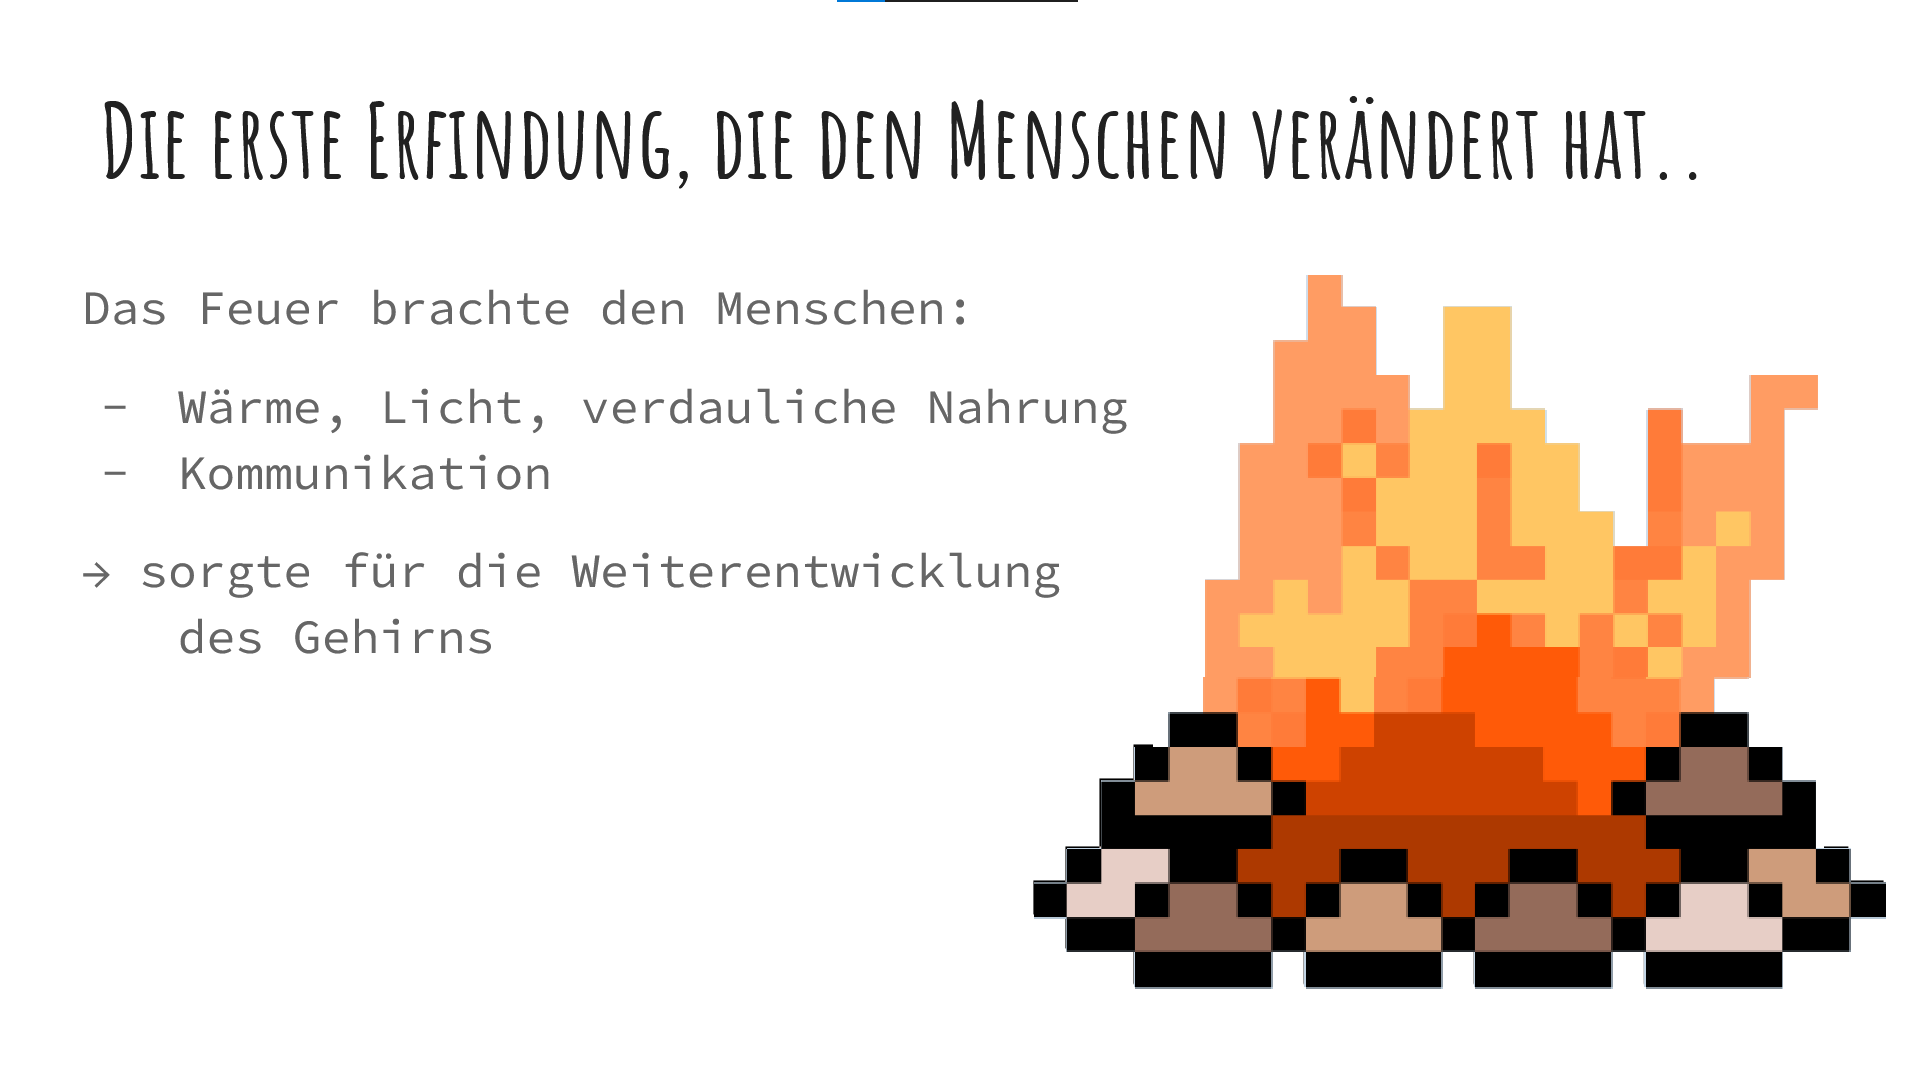 Die erste Erfindung, die den Menschen verändert hat..
Das Feuer brachte den Menschen:
- Wärme, Licht, verdauliche Nahrung
- Kommunikation
→ sorgte für die Weiterentwicklung
des Gehirns